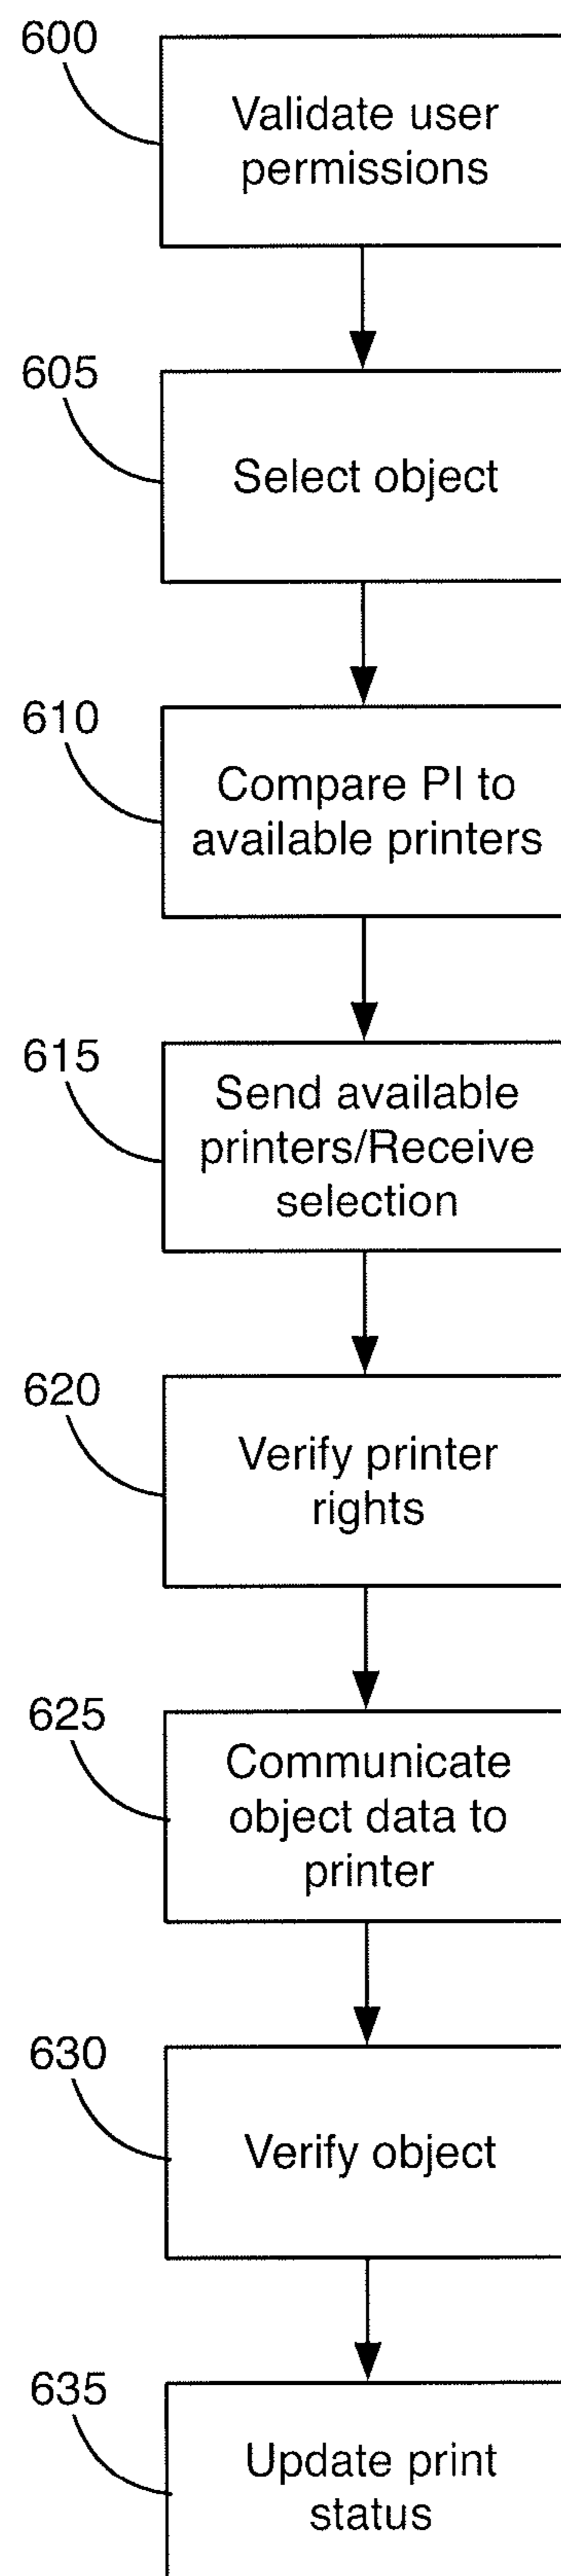 600
Validate user
permissions
605
Select object
610
Compare PI to
available printers
615
Send available
printers/Receive
selection
620
Verify printer
rights
625
Communicate
object data to
printer
630
Verify object
635
Update print
status